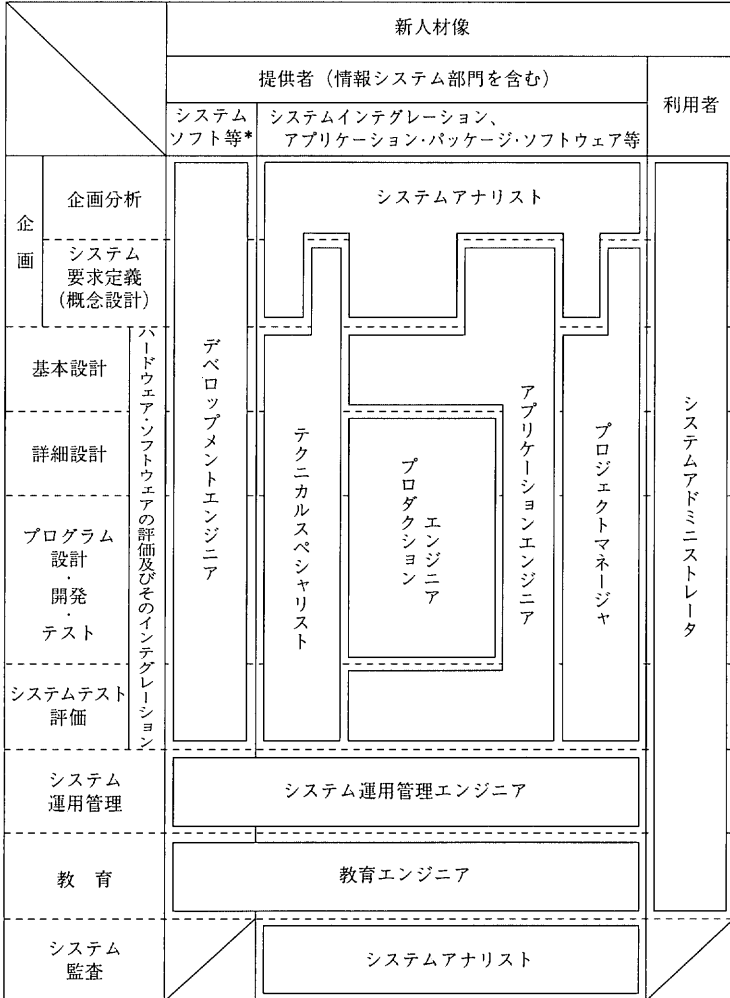 新人材像
提供者（情報システム部門を含む）
利用者
システム
ソフト等*
システムインテグレーション、
アプリケーション・パッケージ・ソフトウェア等
企画
企画分析
システム
要求定義
(概念設計)
基本設計
詳細設計
プログラム
設計
・
開発
・
テスト
システムテスト
評価
ハードウェア・ソフトウェアの評価及びそのインテグレーション
システム
運用管理
教 育
システム
監査
システムアナリスト
デベロップメントエンジニア
テクニカルスペシャリスト
プロダクション
エンジニア
アプリケーションエンジニア
プロジェクトマネージャ
システムアドミニストレータ
システム運用管理エンジニア
教育エンジニア
システムアナリスト